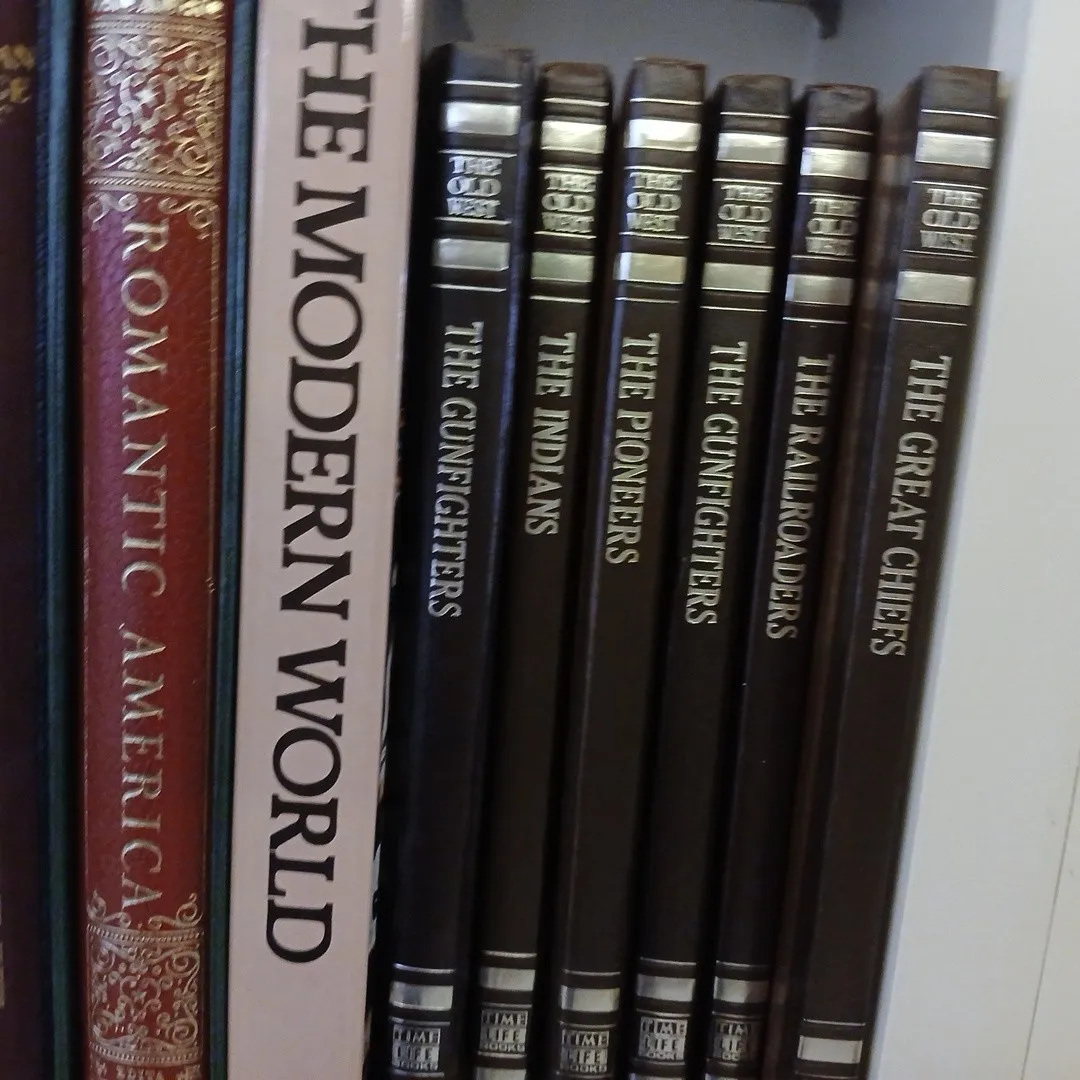 ROMANTIC AMERICA
EDITA
THE MODERN WORLD
THE
OLD
WEST
THE GUNFIGHTERS
TIME
LIFE
BOOKS
THE
OLD
WEST
THE INDIANS
TIME
LIFE
BOOKS
THE
OLD
WEST
THE PIONEERS
TIME
LIFE
BOOKS
THE
OLD
WEST
THE GUNFIGHTERS
TIME
LIFE
BOOKS
THE
OLD
WEST
THE RAILROADERS
TIME
LIFE
BOOKS
THE
OLD
WEST
THE GREAT CHIEFS